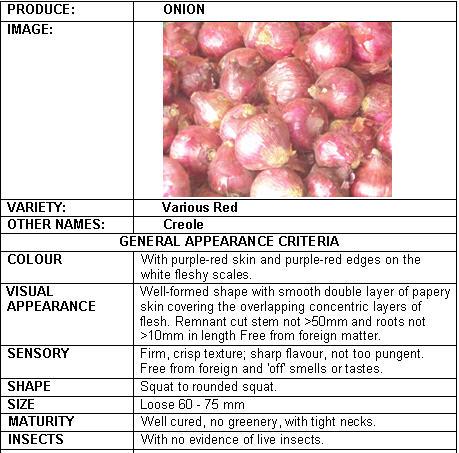 PRODUCE: ONION
IMAGE:
VARIETY: Various Red
OTHER NAMES: Creole
GENERAL APPEARANCE CRITERIA
COLOUR With purple-red skin and purple-red edges on the
white fleshy scales.
VISUAL Well-formed shape with smooth double layer of papery
APPEARANCE skin covering the overlapping concentric layers of
flesh. Remnant cut stem not >50mm and roots not
>10mm in length Free from foreign matter.
SENSORY Firm, crisp texture; sharp flavour, not too pungent.
Free from foreign and 'off' smells or tastes.
SHAPE Squat to rounded squat.
SIZE Loose 60 - 75 mm
MATURITY Well cured, no greenery, with tight necks.
INSECTS With no evidence of live insects.